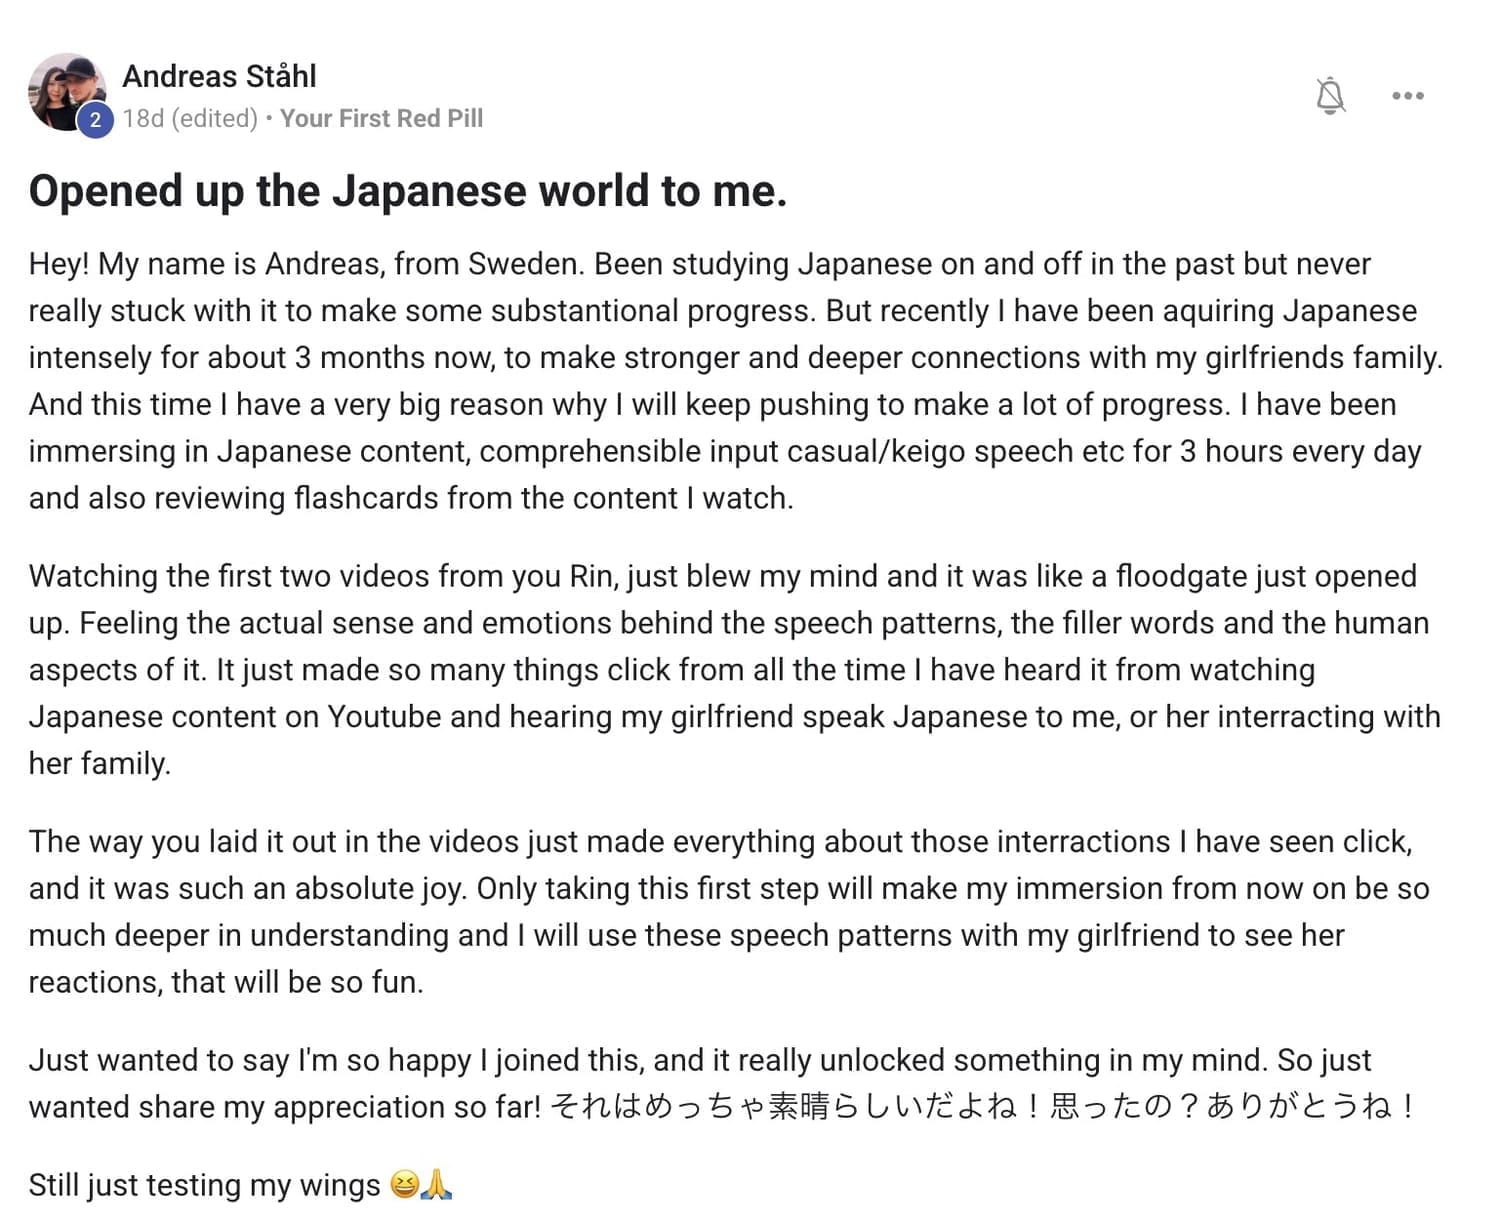 Andreas Ståhl
2
18d (edited) • Your First Red Pill
Opened up the Japanese world to me.
Hey! My name is Andreas, from Sweden. Been studying Japanese on and off in the past but never
really stuck with it to make some substantional progress. But recently I have been aquiring Japanese
intensely for about 3 months now, to make stronger and deeper connections with my girlfriends family.
And this time I have a very big reason why I will keep pushing to make a lot of progress. I have been
immersing in Japanese content, comprehensible input casual/keigo speech etc for 3 hours every day
and also reviewing flashcards from the content I watch.
Watching the first two videos from you Rin, just blew my mind and it was like a floodgate just opened
up. Feeling the actual sense and emotions behind the speech patterns, the filler words and the human
aspects of it. It just made so many things click from all the time I have heard it from watching
Japanese content on Youtube and hearing my girlfriend speak Japanese to me, or her interracting with
her family.
The way you laid it out in the videos just made everything about those interractions I have seen click,
and it was such an absolute joy. Only taking this first step will make my immersion from now on be so
much deeper in understanding and I will use these speech patterns with my girlfriend to see her
reactions, that will be so fun.
Just wanted to say I'm so happy I joined this, and it really unlocked something in my mind. So just
wanted share my appreciation so far! それはめっちゃ素晴らしいだよね！思ったの？ありがとうね！
Still just testing my wings 😆🙏